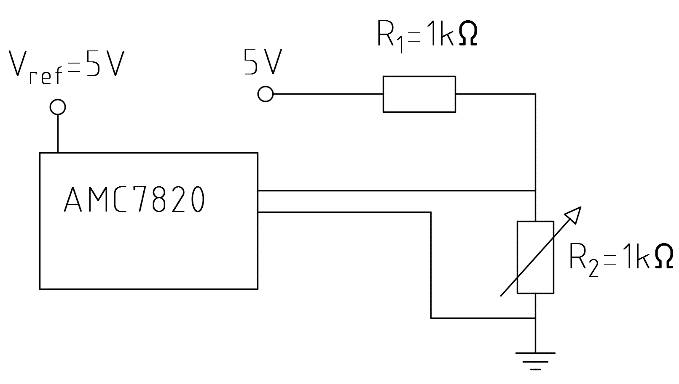 R1=1kΩ
Vref=5V
5V
AMC7820
R2=1kΩ